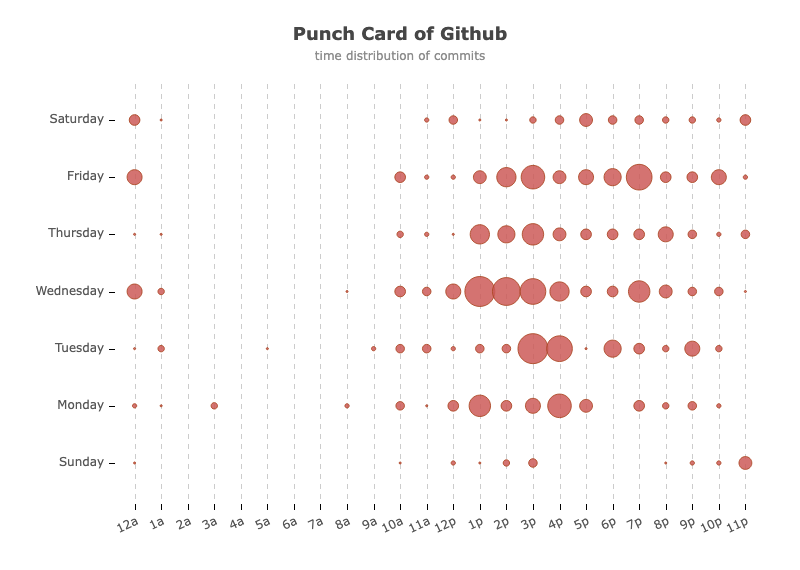 Punch Card of Github
time distribution of commits
Saturday
Friday
Thursday
Wednesday
Tuesday
Monday
Sunday
12a 1a 2a 3a 4a 5a 6a 7a 8a 9a 10a 11a 12p 1p 2p 3p 4p 5p 6p 7p 8p 9p 10p 11p